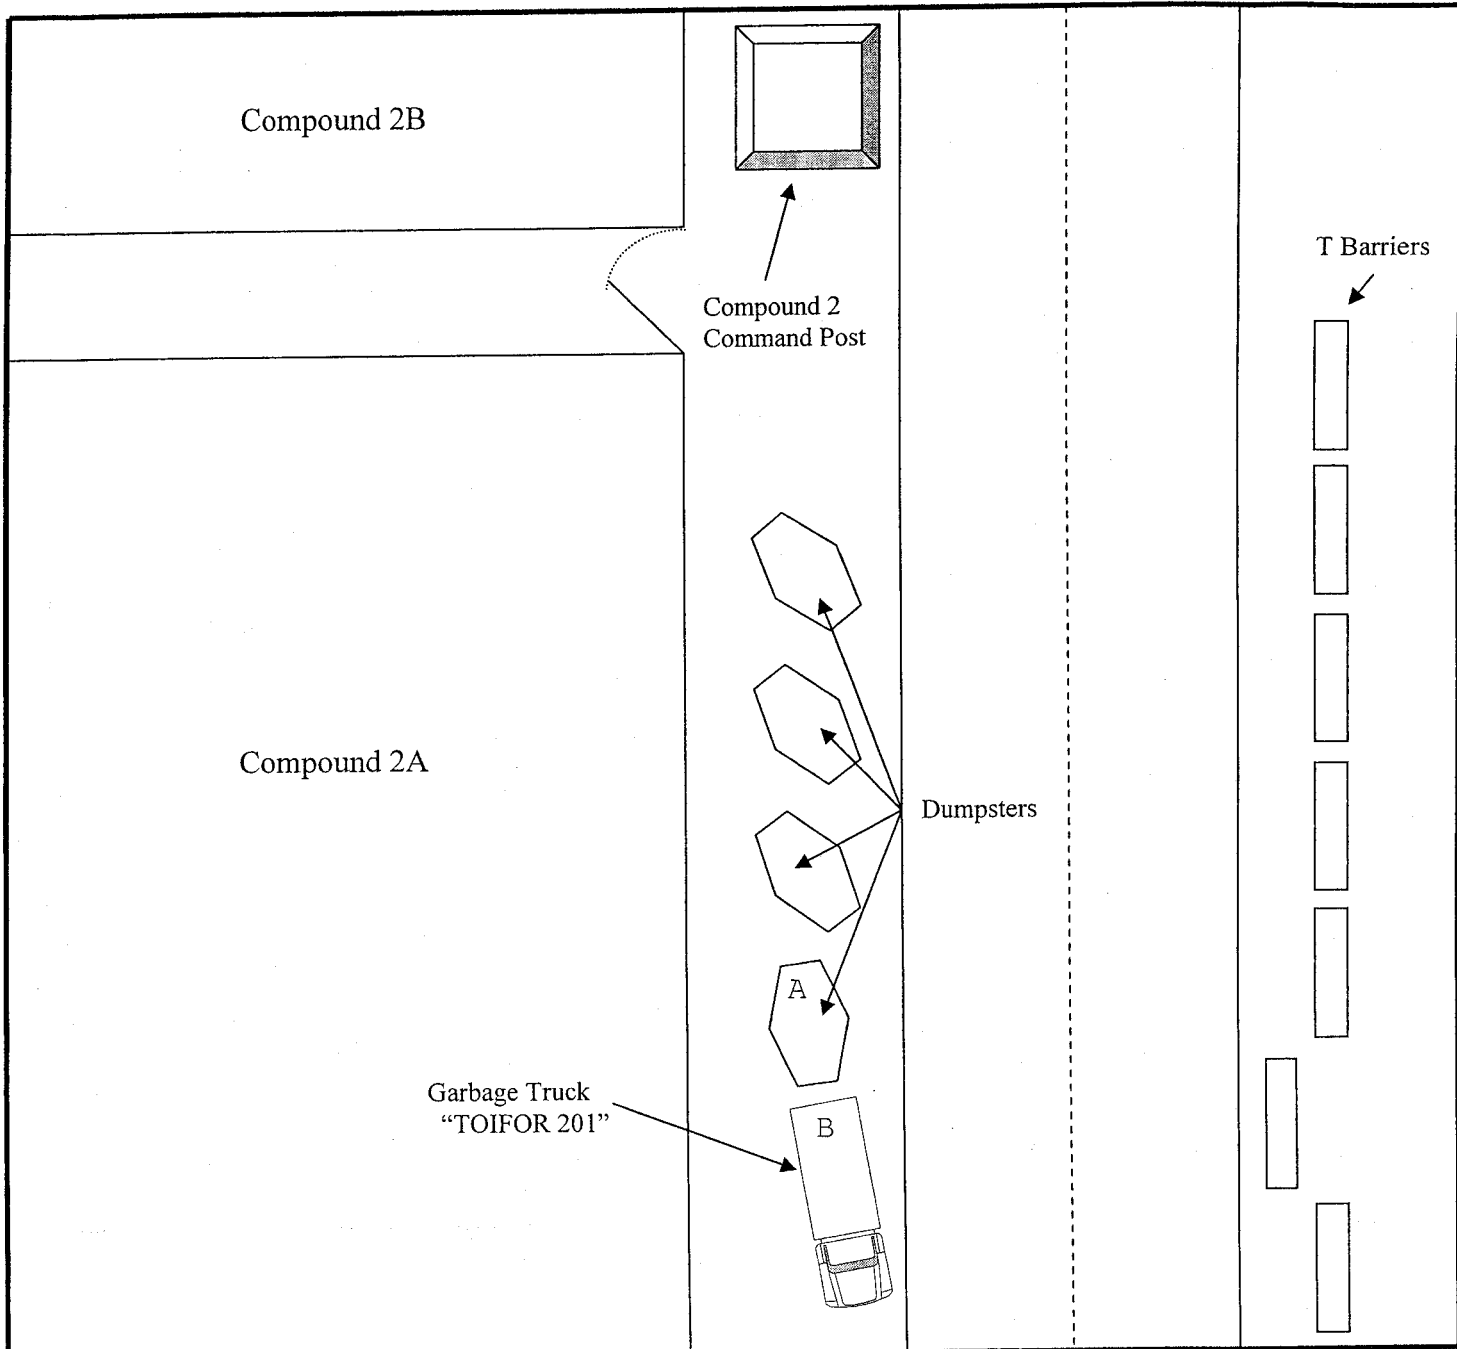 Compound 2B
T Barriers
Compound 2
Command Post
Compound 2A
Dumpsters
A
Garbage Truck
“TOIFOR 201”
B